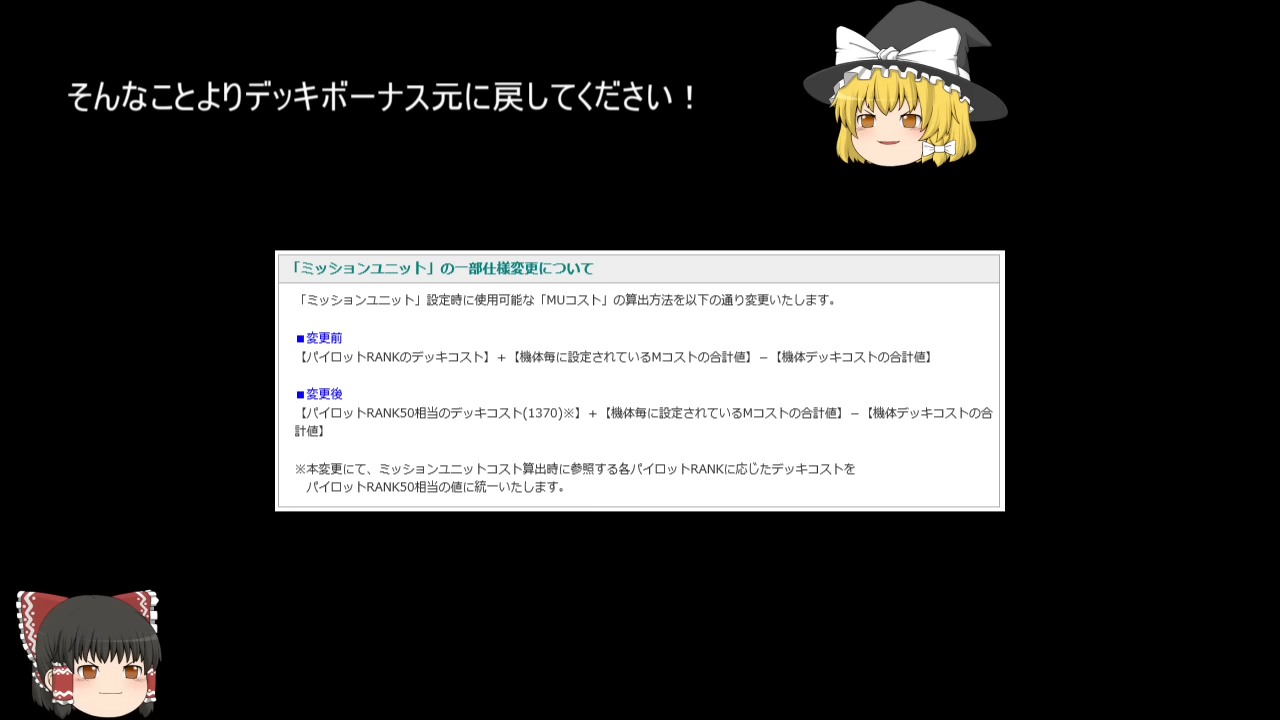 そんなことよりデッキボーナス元に戻してください！
「ミッションユニット」の一部仕様変更について
「ミッションユニット」設定時に使用可能な「MUコスト」の算出方法を以下の通り変更いたします。
■変更前
【パイロットRANKのデッキコスト】＋【機体毎に設定されているMコストの合計値】－【機体デッキコストの合計値】
■変更後
【パイロットRANK50相当のデッキコスト(1370)※】＋【機体毎に設定されているMコストの合計値】－【機体デッキコストの合
計値】
※本変更にて、ミッションユニットコスト算出時に参照する各パイロットRANKに応じたデッキコストを
パイロットRANK50相当の値に統一いたします。